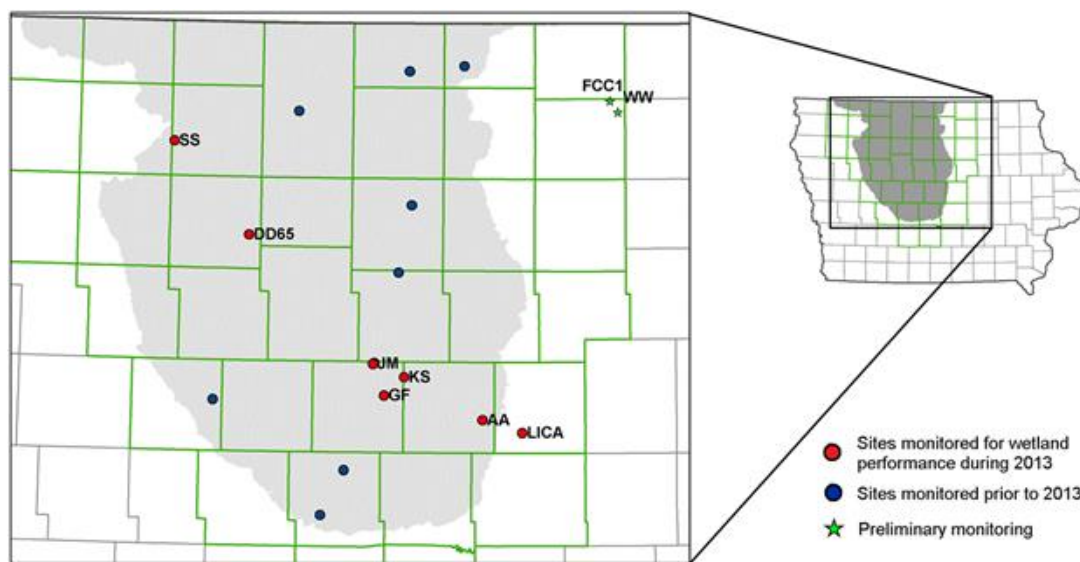 FCC1
WW
SS
DD65
JM
KS
GF
AA
LICA
Sites monitored for wetland
performance during 2013
Sites monitored prior to 2013
Preliminary monitoring